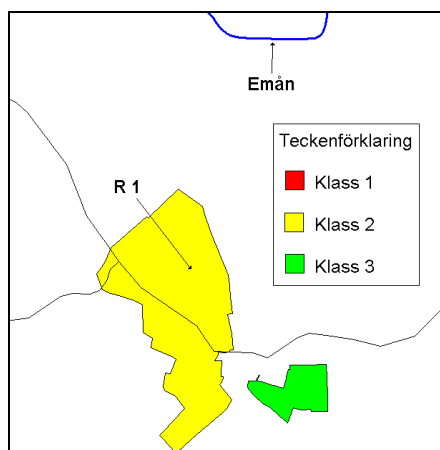 Emån
Teckenförklaring
Klass 1
R 1
Klass 2
Klass 3